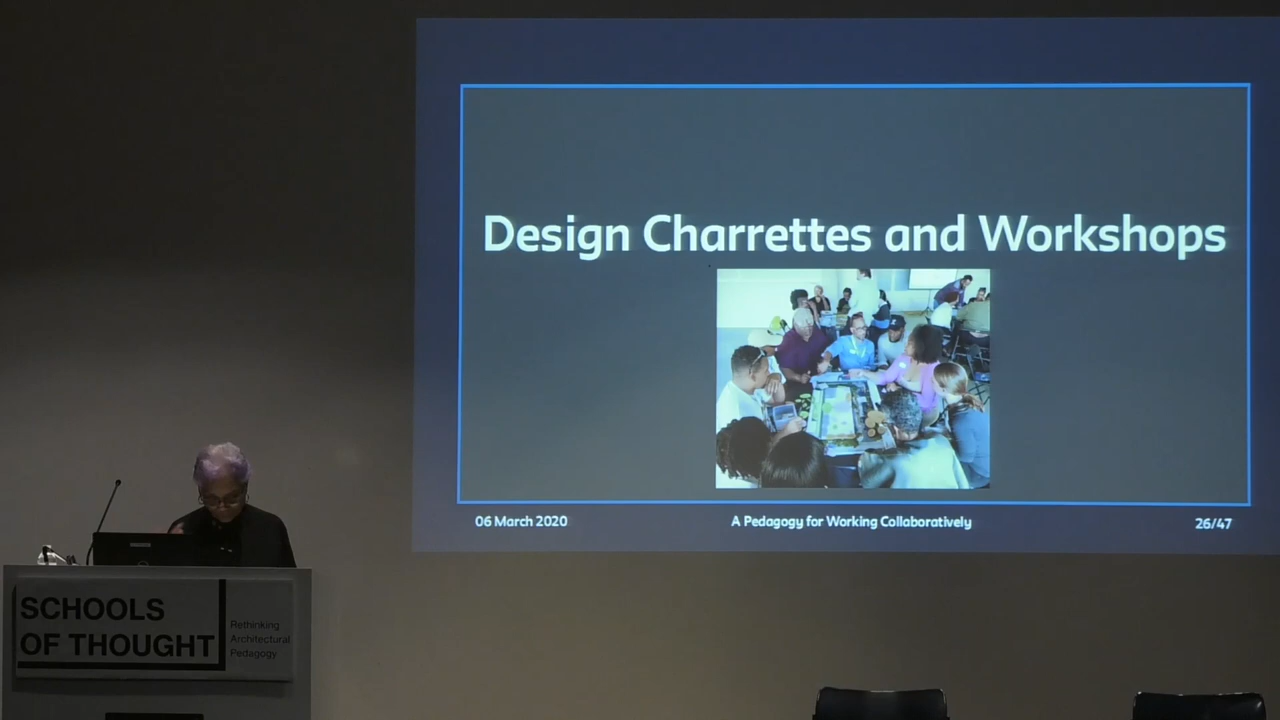 Design Charrettes and Workshops
06 March 2020
A Pedagogy for Working Collaboratively
26/47
SCHOOLS
OF THOUGHT
Rethinking
Architectural
Pedagogy